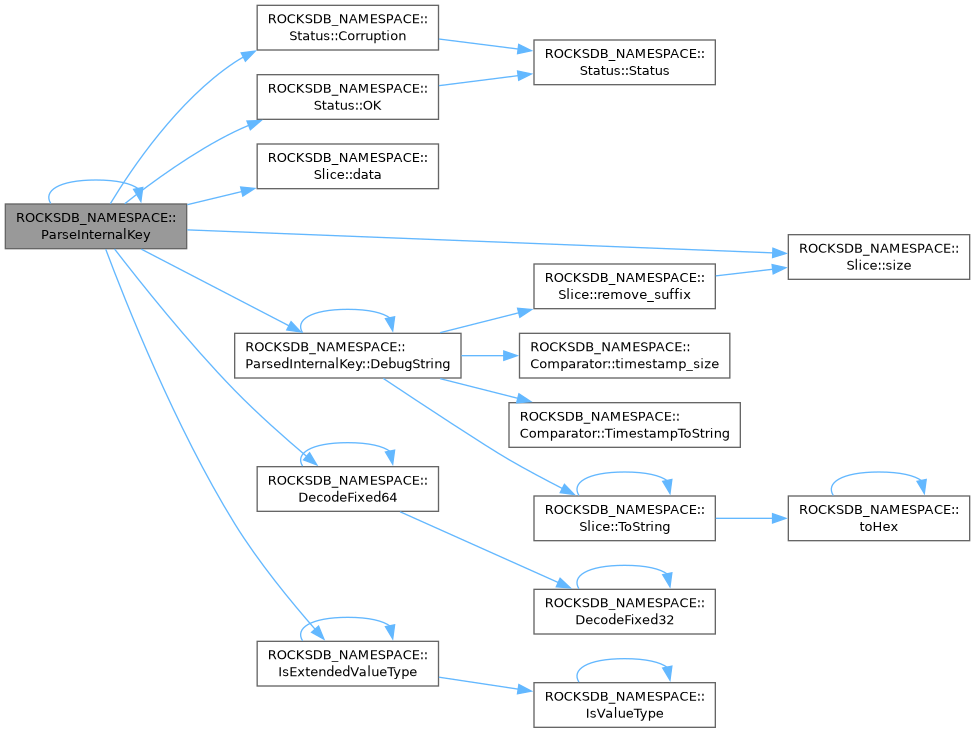 ROCKSDB_NAMESPACE::
Status::Corruption
ROCKSDB_NAMESPACE::
Status::Status
ROCKSDB_NAMESPACE::
Status::OK
ROCKSDB_NAMESPACE::
Slice::data
ROCKSDB_NAMESPACE::
ParseInternalKey
ROCKSDB_NAMESPACE::
Slice::size
ROCKSDB_NAMESPACE::
Slice::remove_suffix
ROCKSDB_NAMESPACE::
ParsedInternalKey::DebugString
ROCKSDB_NAMESPACE::
Comparator::timestamp_size
ROCKSDB_NAMESPACE::
Comparator::TimestampToString
ROCKSDB_NAMESPACE::
DecodeFixed64
ROCKSDB_NAMESPACE::
Slice::ToString
ROCKSDB_NAMESPACE::
toHex
ROCKSDB_NAMESPACE::
DecodeFixed32
ROCKSDB_NAMESPACE::
IsExtendedValueType
ROCKSDB_NAMESPACE::
IsValueType